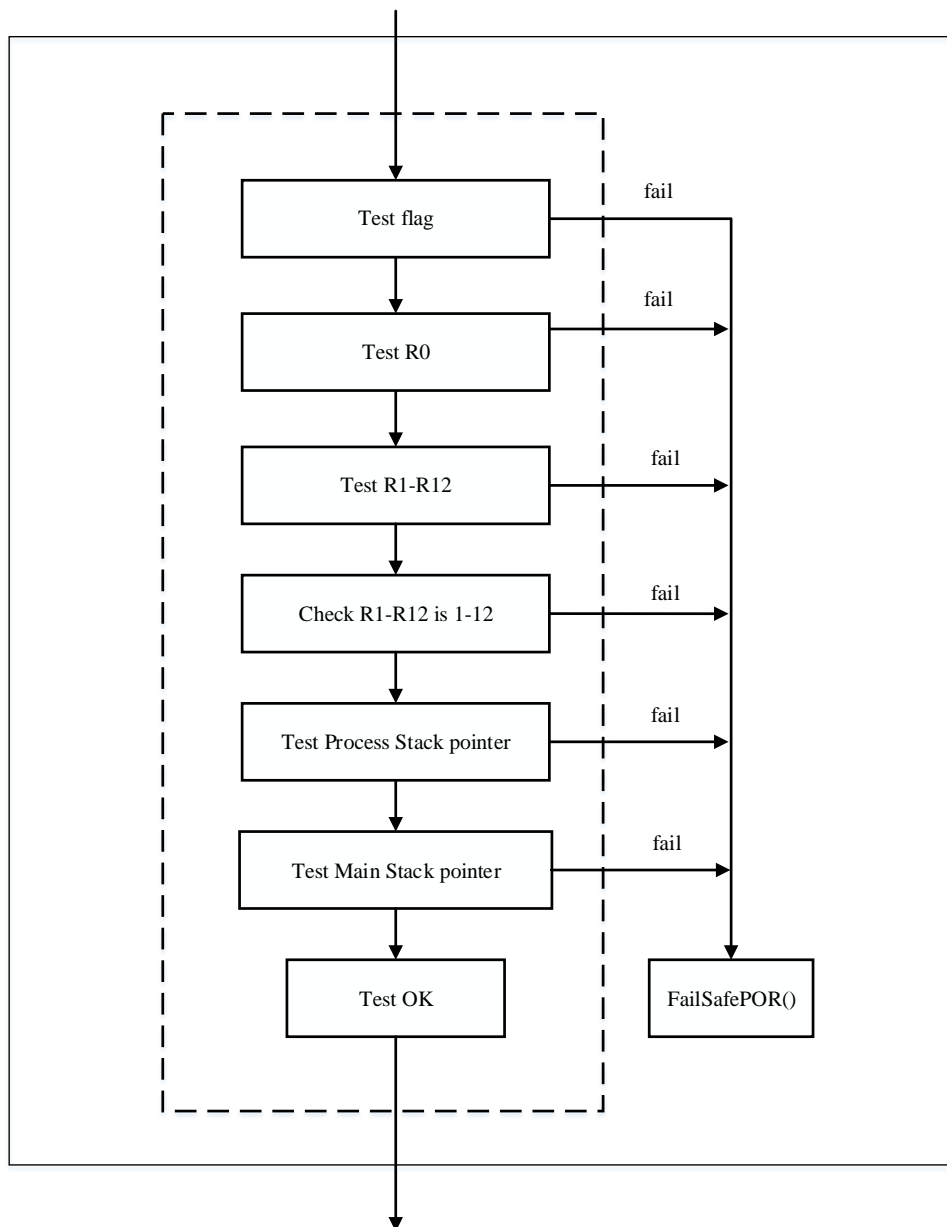 Test flag
fail
Test R0
fail
Test R1-R12
fail
Check R1-R12 is 1-12
fail
Test Process Stack pointer
fail
Test Main Stack pointer
fail
Test OK
FailSafePOR()